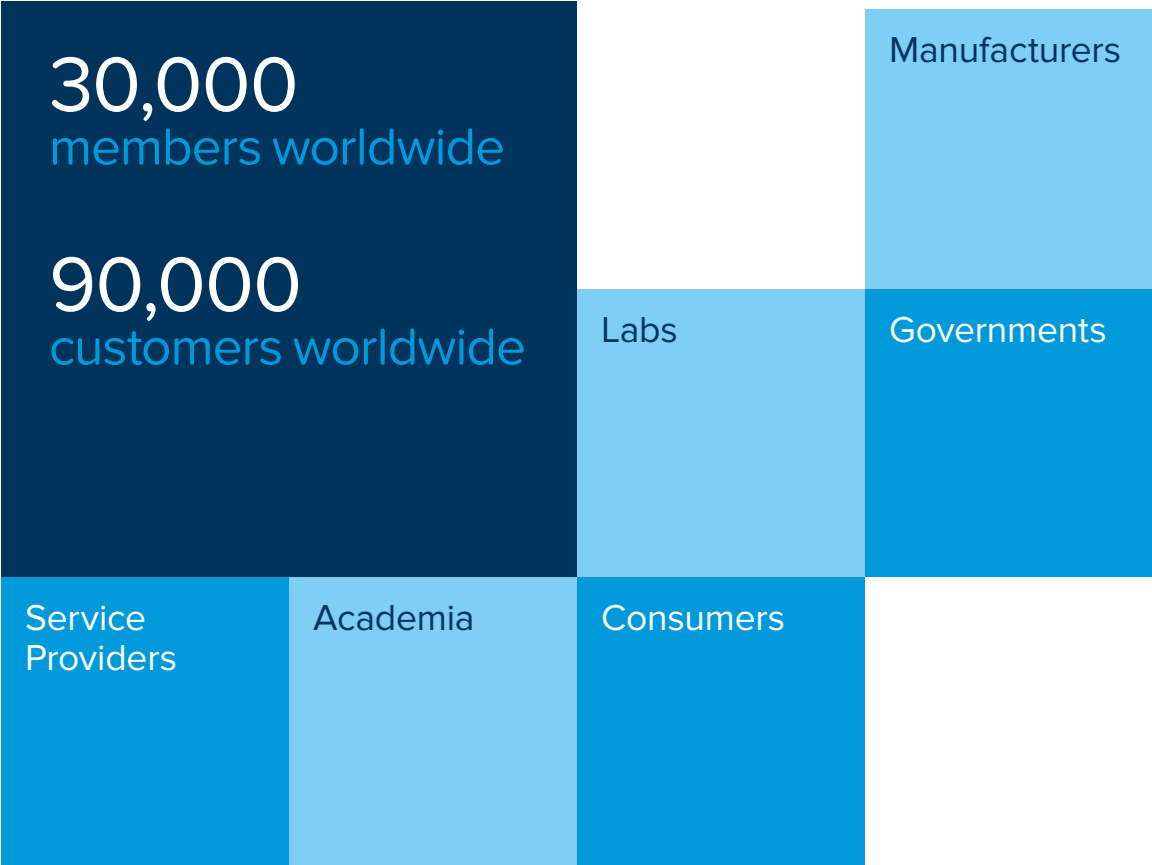 30,000
members worldwide
90,000
customers worldwide
Manufacturers
Labs
Governments
Service
Providers
Academia
Consumers